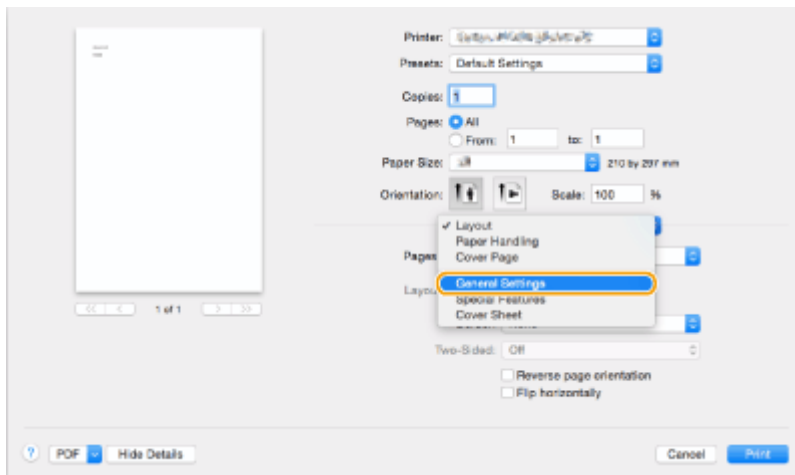 Printer:
Presets: Default Settings
Copies: 1
Pages: All
From: 1 to: 1
Paper Size: 210 by 297 mm
Orientation: Scale: 100 %
✓ Layout
Paper Handling
Pages Cover Page
General Settings
Layou
Special Features
Cover Sheet
1 of 1
None
Two-Sided: Off
Reverse page orientation
Flip horizontally
? PDF Hide Details Cancel Print